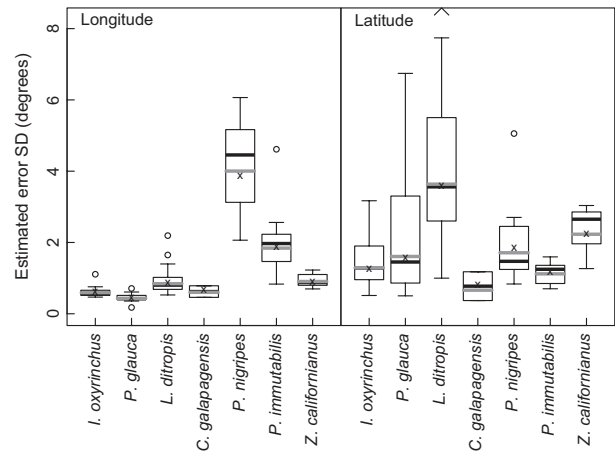 Longitude
Latitude
Estimated error SD (degrees)
8
6
4
2
0
I. oxyrinchus
P. glauca
L. ditropis
C. galapagensis
P. nigripes
P. immutabilis
Z. californianus
I. oxyrinchus
P. glauca
L. ditropis
C. galapagensis
P. nigripes
P. immutabilis
Z. californianus